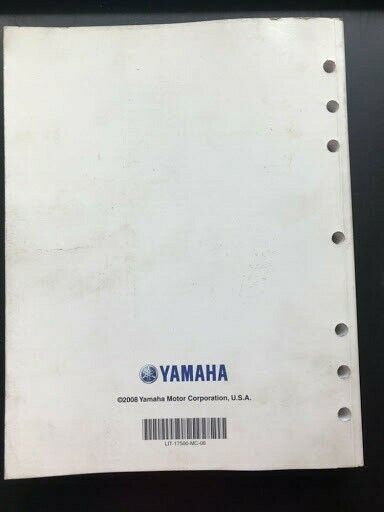 YAMAHA
©2008 Yamaha Motor Corporation, U.S.A.
LIT-17500-MC-08